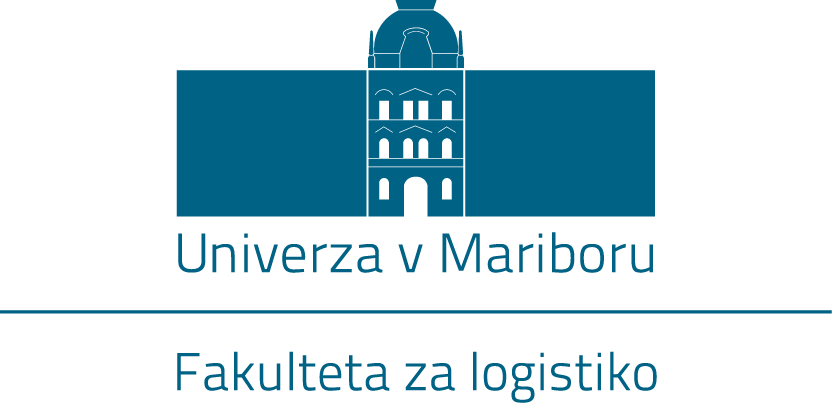 Univerza v Mariboru
Fakulteta za logistiko